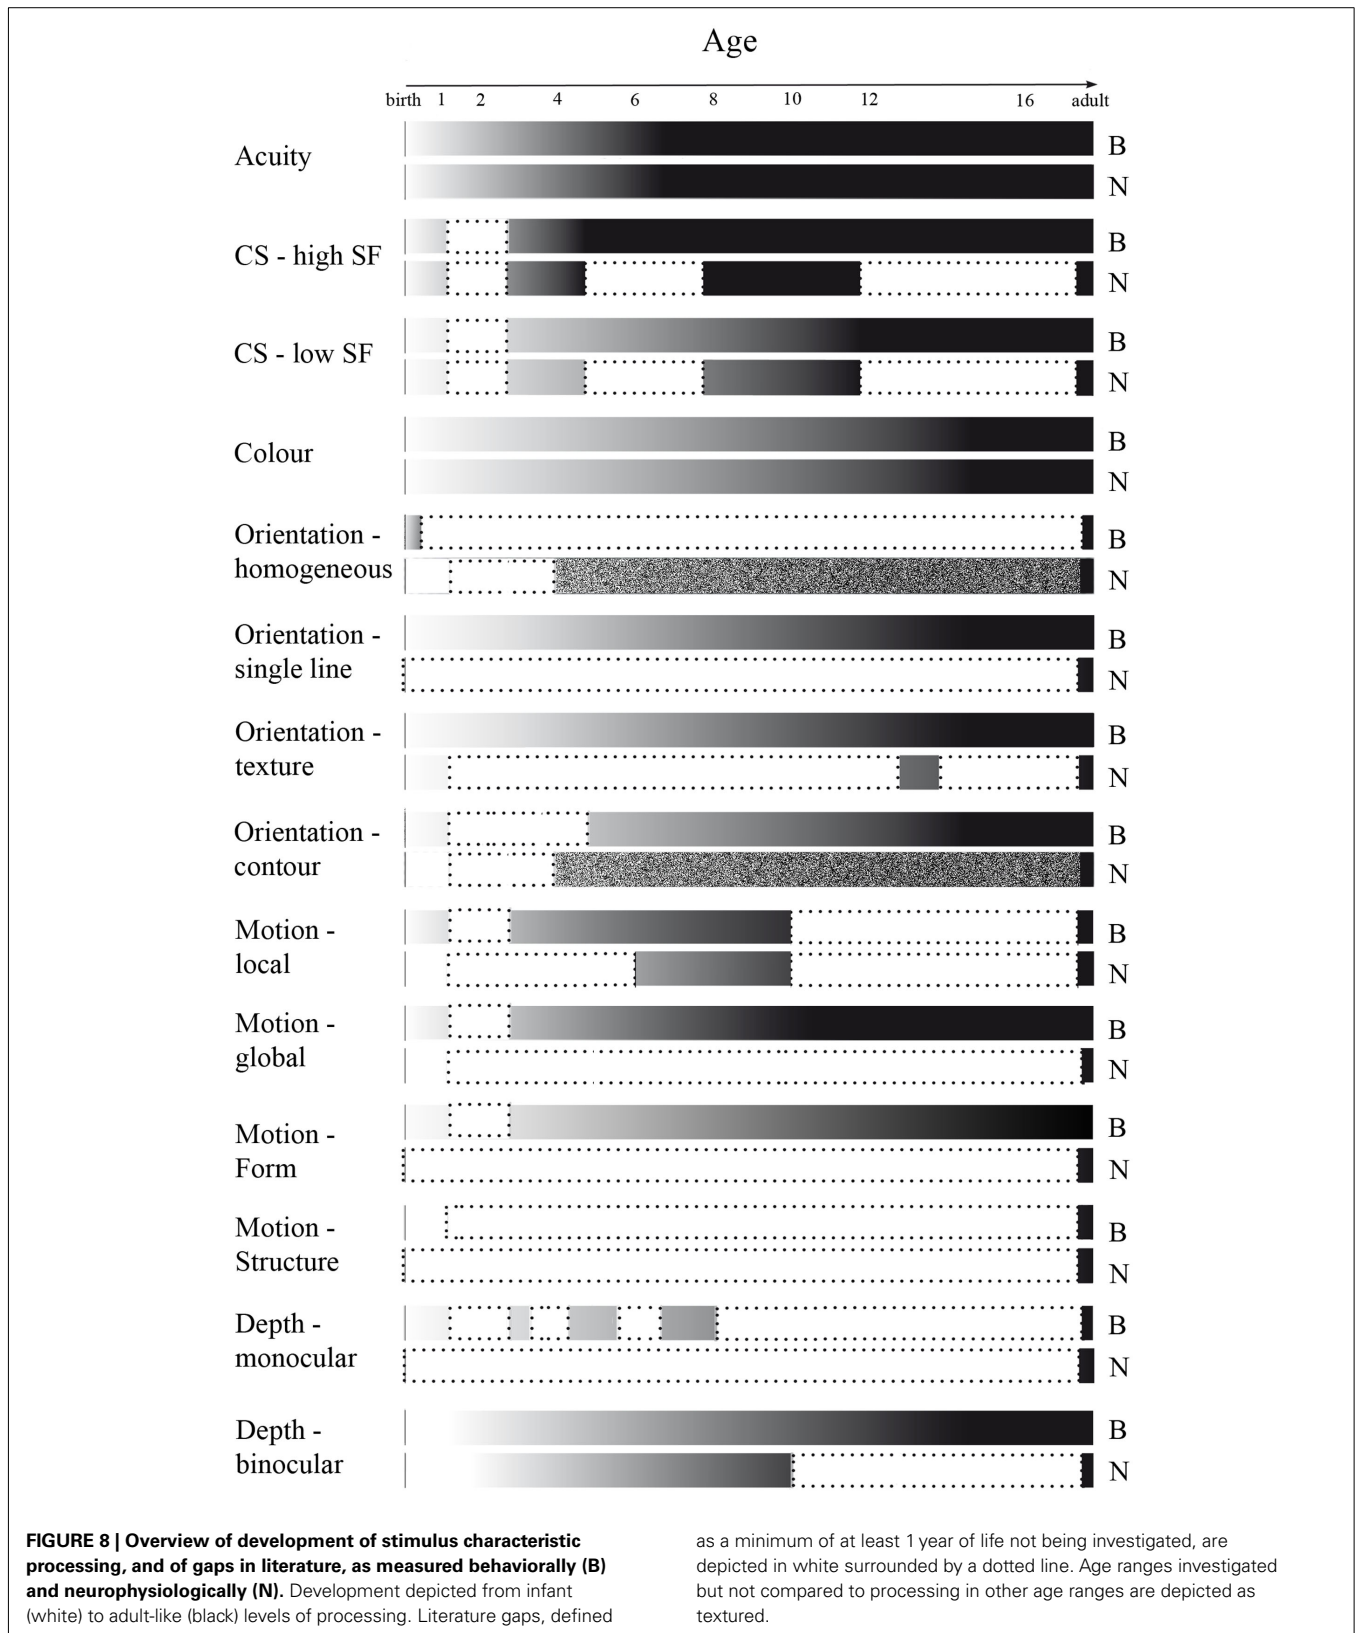 Age
birth 1 2 4 6 8 10 12 16 adult
Acuity
B
N
CS - high SF
B
N
CS - low SF
B
N
Colour
B
N
Orientation -
homogeneous
B
N
Orientation -
single line
B
N
Orientation -
texture
B
N
Orientation -
contour
B
N
Motion -
local
B
N
Motion -
global
B
N
Motion -
Form
B
N
Motion -
Structure
B
N
Depth -
monocular
B
N
Depth -
binocular
B
N
FIGURE 8 | Overview of development of stimulus characteristic
processing, and of gaps in literature, as measured behaviorally (B)
and neurophysiologically (N). Development depicted from infant
(white) to adult-like (black) levels of processing. Literature gaps, defined
as a minimum of at least 1 year of life not being investigated, are
depicted in white surrounded by a dotted line. Age ranges investigated
but not compared to processing in other age ranges are depicted as
textured.